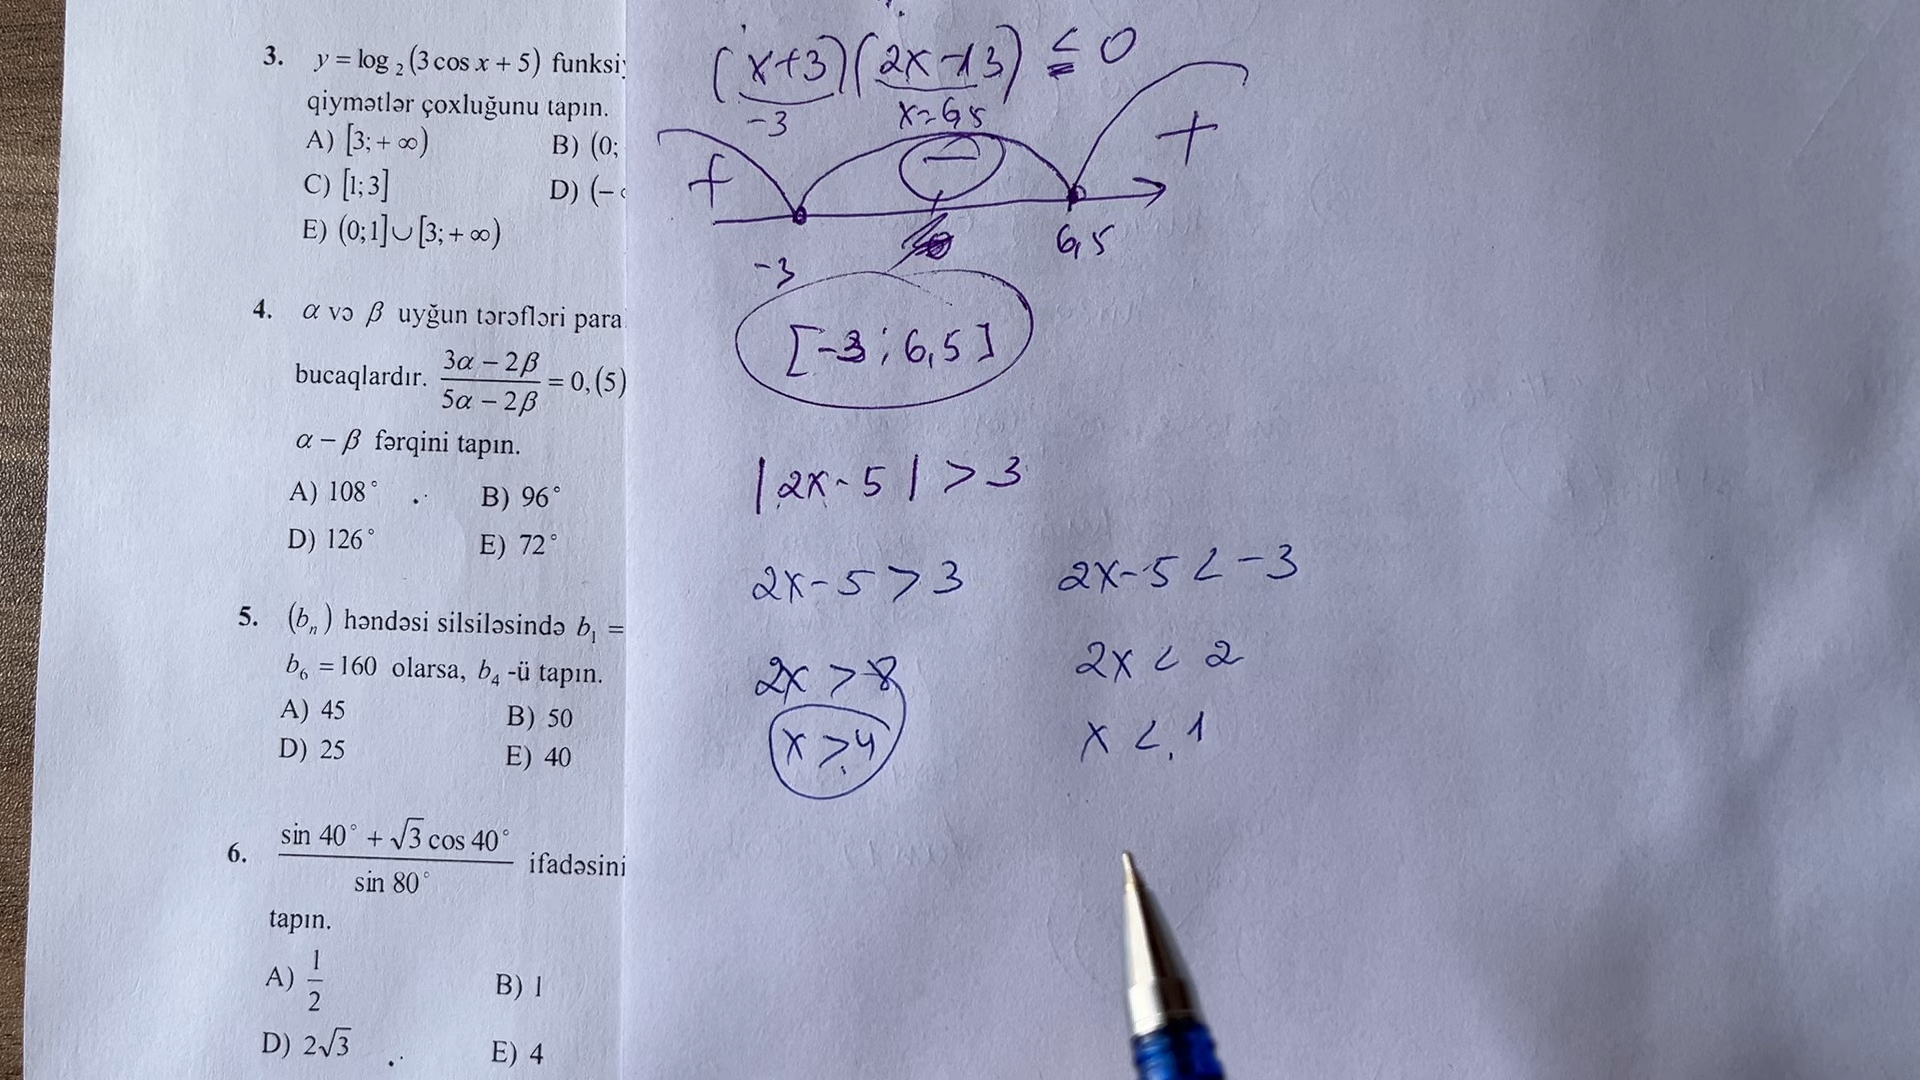 3. y = log₂(3 cos x + 5) funksiy
qiymətlər çoxluğunu tapın.
A) [3; + ∞) B) (0;
C) [1; 3] D) (–
E) (0; 1] ∪ [3; + ∞)
4. α və β uyğun tərəfləri para
bucaqlardır. (3α – 2β)/(5α – 2β) = 0,(5)
α – β fərqini tapın.
A) 108° B) 96°
D) 126° E) 72°
5. (bₙ) həndəsi silsiləsində b₁ =
b₆ = 160 olarsa, b₄ -ü tapın.
A) 45 B) 50
D) 25 E) 40
6. (sin 40° + √3 cos 40°)/(sin 80°) ifadəsini
tapın.
A) 1/2 B) 1
D) 2√3 E) 4
(x+3)(2x-13) ≤ 0
-3 x=6,5
+ – +
-3 6,5
[-3; 6,5]
|2x-5| > 3
2x-5 > 3 2x-5 < -3
2x > 8 2x < 2
x > 4 x < 1